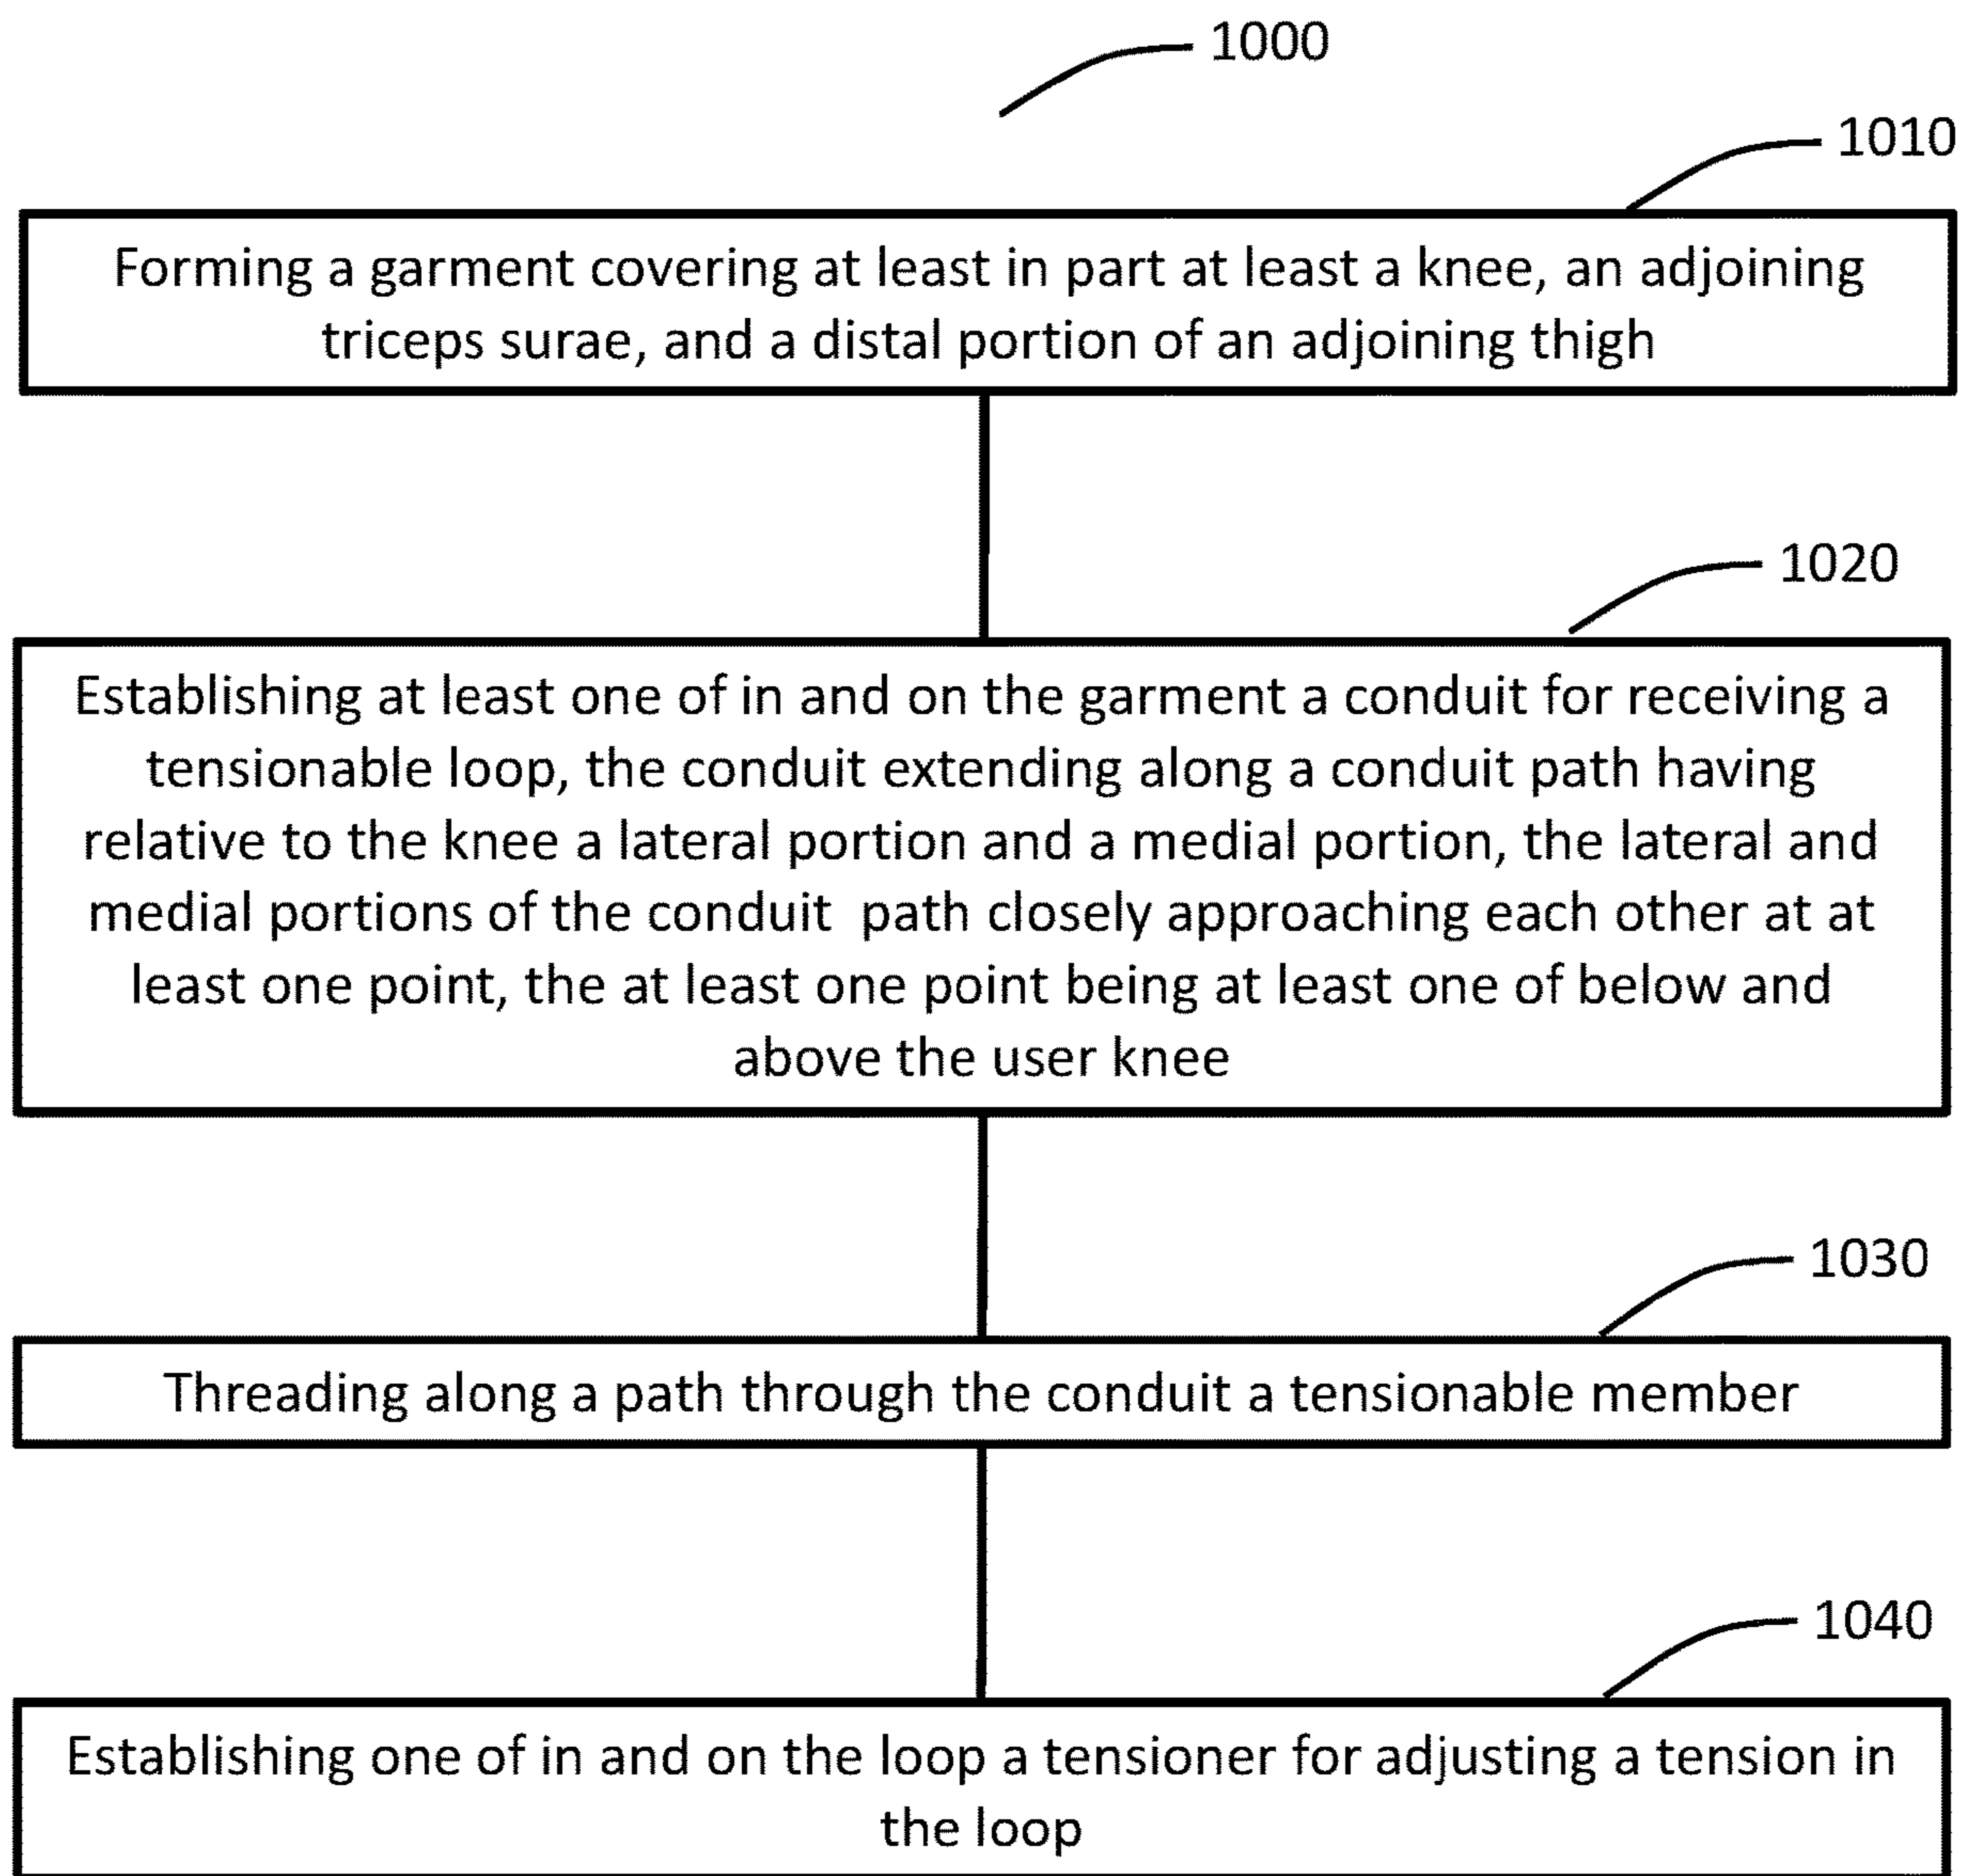 1000
1010
Forming a garment covering at least in part at least a knee, an adjoining
triceps surae, and a distal portion of an adjoining thigh
1020
Establishing at least one of in and on the garment a conduit for receiving a
tensionable loop, the conduit extending along a conduit path having
relative to the knee a lateral portion and a medial portion, the lateral and
medial portions of the conduit path closely approaching each other at at
least one point, the at least one point being at least one of below and
above the user knee
1030
Threading along a path through the conduit a tensionable member
1040
Establishing one of in and on the loop a tensioner for adjusting a tension in
the loop